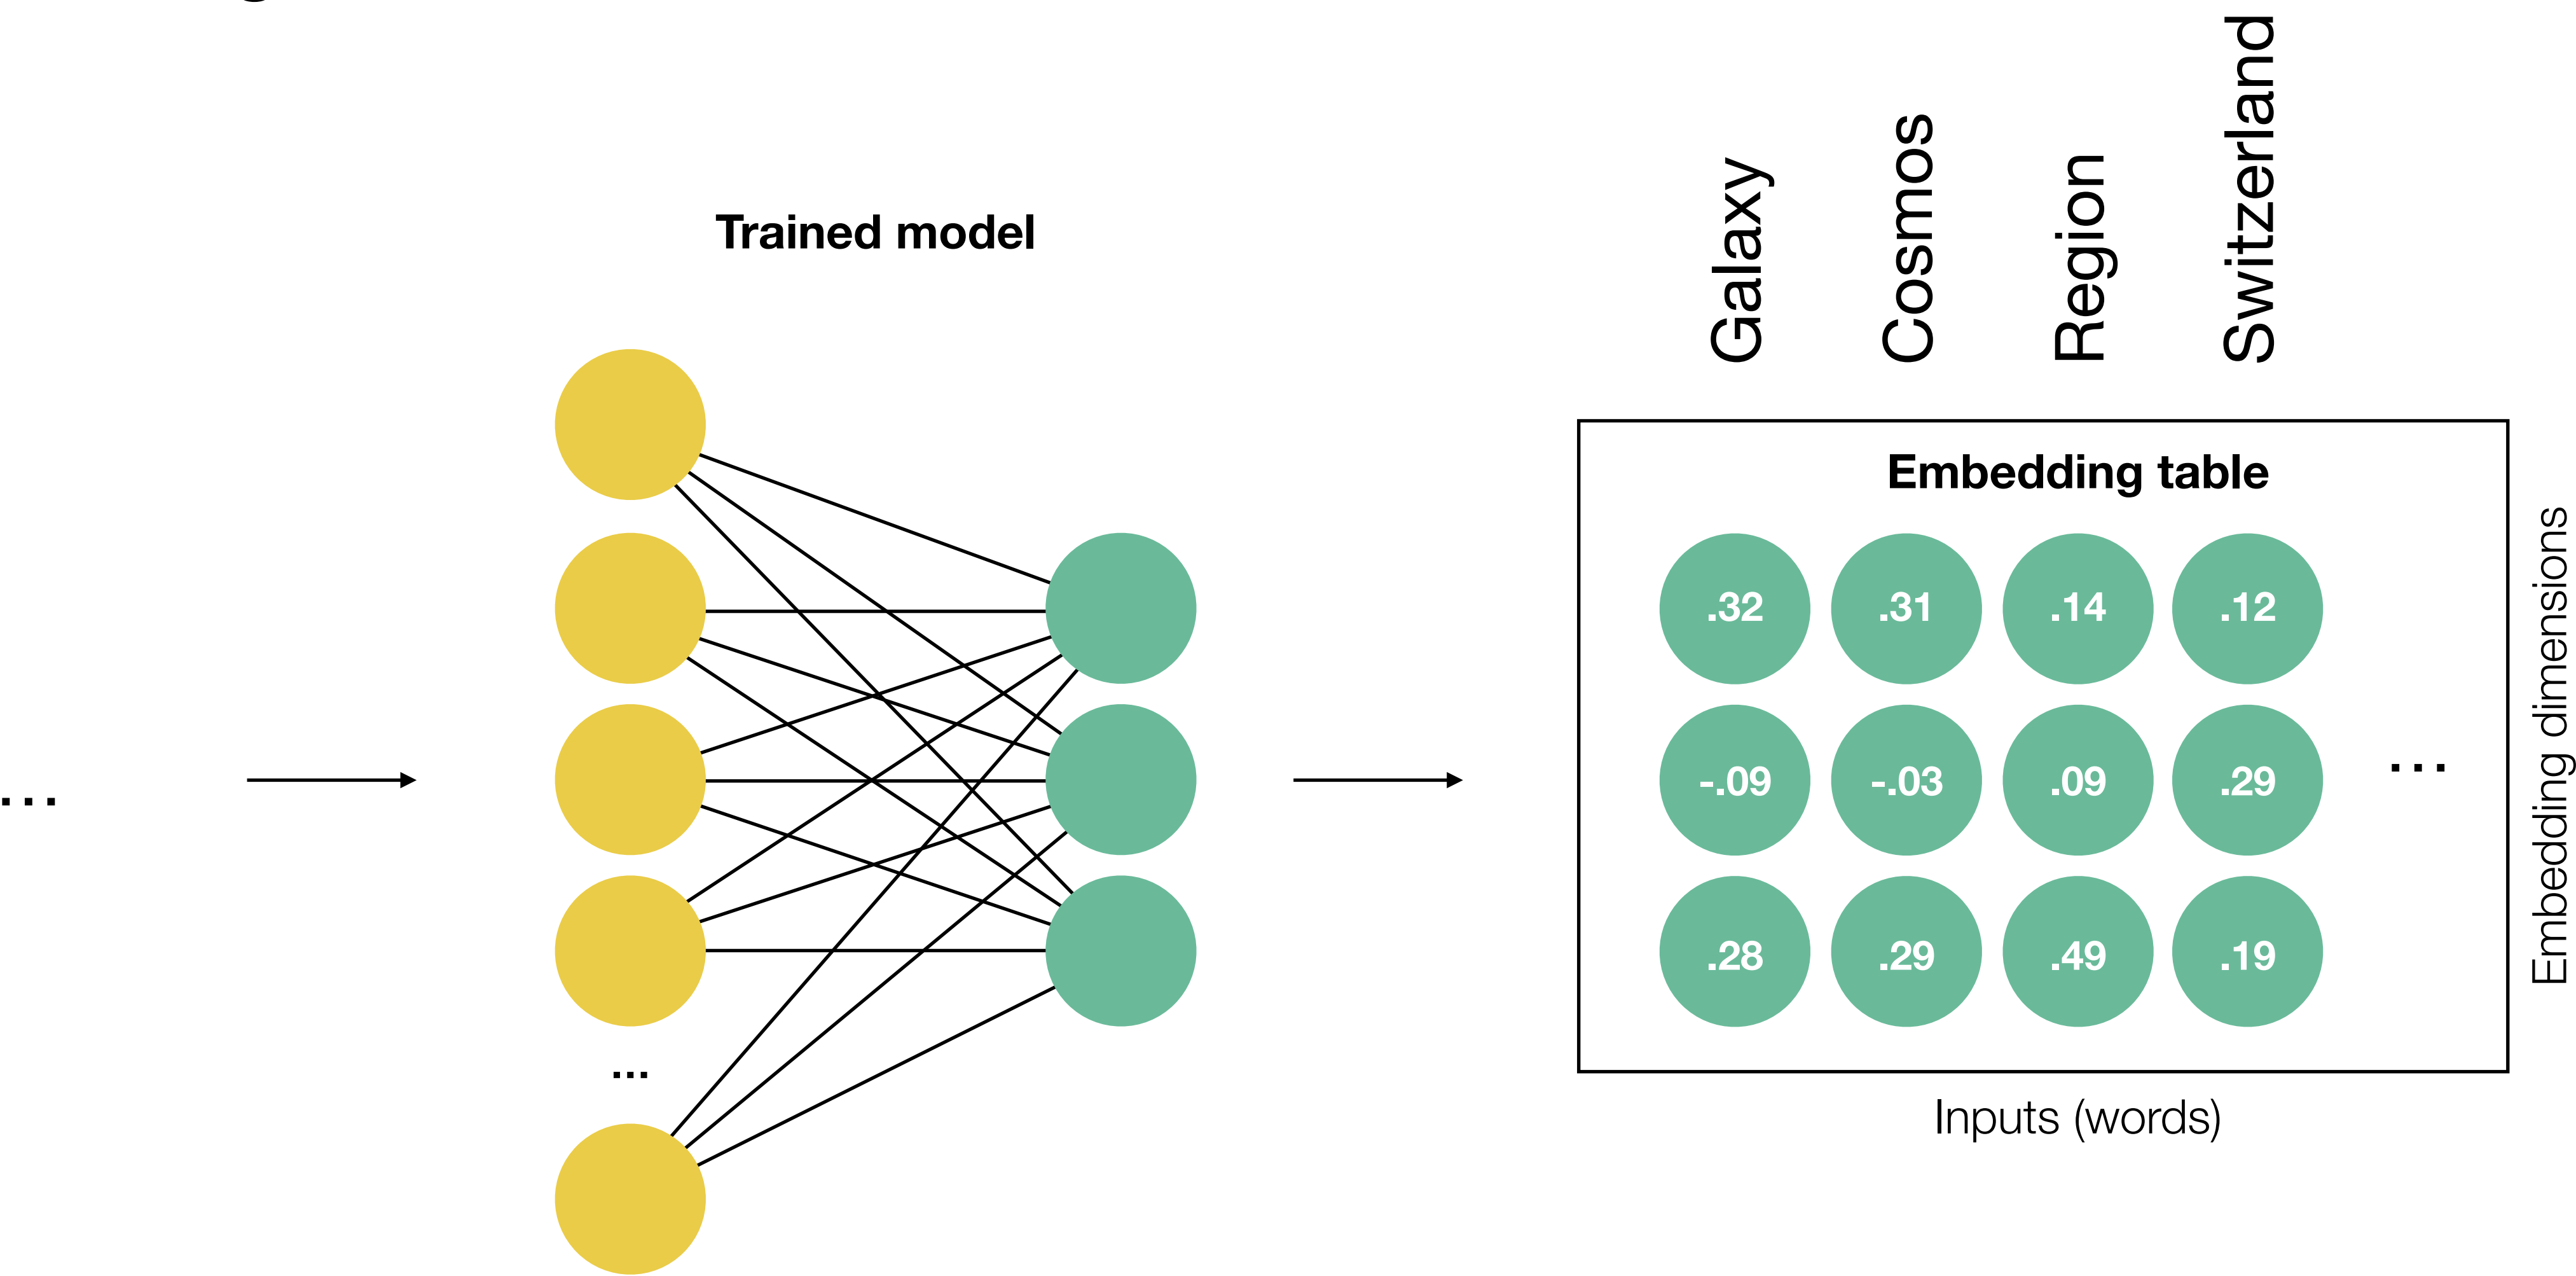 Galaxy
Cosmos
Region
Switzerland
Trained model
Embedding table
.32 .31 .14 .12
-.09 -.03 .09 .29 ...
.28 .29 .49 .19
Embedding dimensions
...
...
Inputs (words)